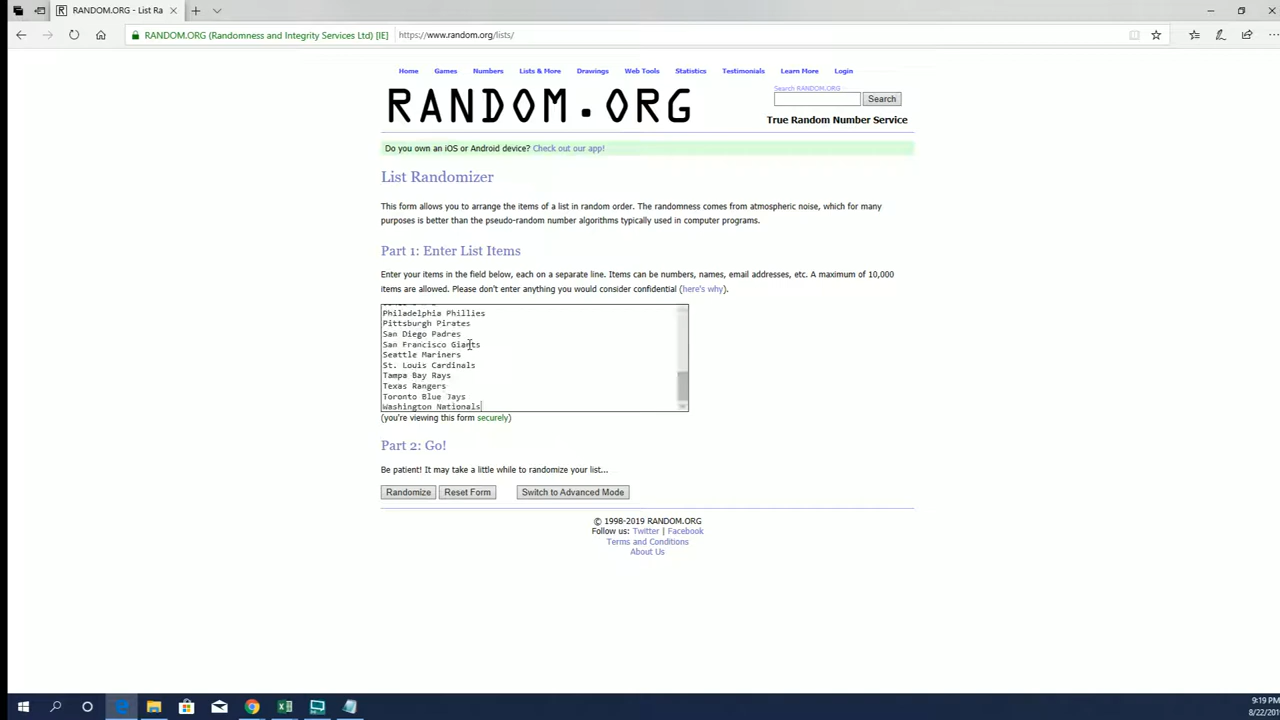 RANDOM.ORG - List Ra
RANDOM.ORG (Randomness and Integrity Services Ltd) [IE]
https://www.random.org/lists/
Home Games Numbers Lists & More Drawings Web Tools Statistics Testimonials Learn More Login
RANDOM.ORG
Search RANDOM.ORG
Search
True Random Number Service
Do you own an iOS or Android device? Check out our app!
List Randomizer
This form allows you to arrange the items of a list in random order. The randomness comes from atmospheric noise, which for many
purposes is better than the pseudo-random number algorithms typically used in computer programs.
Part 1: Enter List Items
Enter your items in the field below, each on a separate line. Items can be numbers, names, email addresses, etc. A maximum of 10,000
items are allowed. Please don't enter anything you would consider confidential (here's why).
Philadelphia Phillies
Pittsburgh Pirates
San Diego Padres
San Francisco Giants
Seattle Mariners
St. Louis Cardinals
Tampa Bay Rays
Texas Rangers
Toronto Blue Jays
Washington Nationals
(you're viewing this form securely)
Part 2: Go!
Be patient! It may take a little while to randomize your list...
Randomize Reset Form Switch to Advanced Mode
© 1998-2019 RANDOM.ORG
Follow us: Twitter | Facebook
Terms and Conditions
About Us
9:19 PM
8/22/201